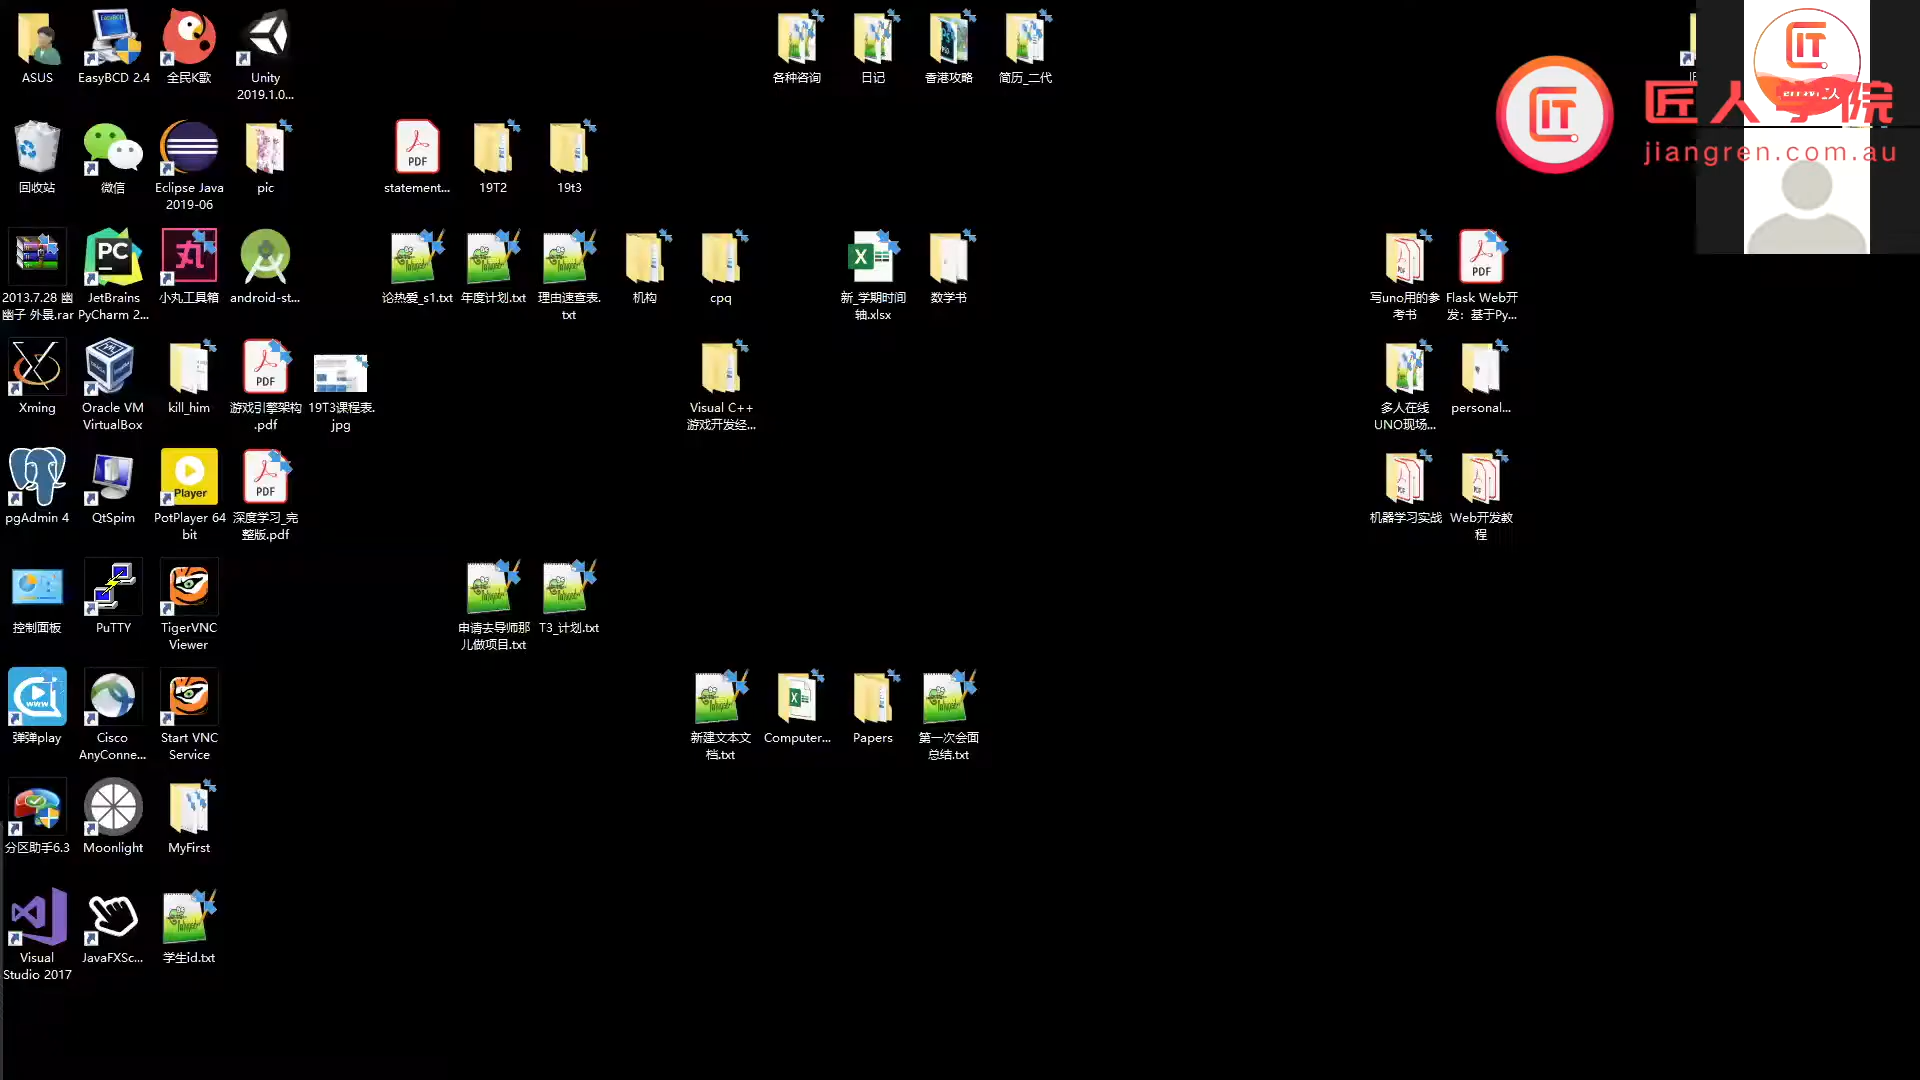 ASUS
EasyBCD 2.4
全民K歌
Unity
2019.1.0...
各种咨询
日记
香港攻略
简历_二代
匠人学院
jiangren.com.au
回收站
微信
Eclipse Java
2019-06
pic
PDF
statement...
19T2
19t3
2013.7.28 幽
幽子 外景.rar
PC
JetBrains
PyCharm 2...
丸
小丸工具箱
android-st...
论热爱_s1.txt
年度计划.txt
理由速查表.
txt
机构
cpq
新_学期时间
轴.xlsx
数学书
写uno用的参
考书
PDF
Flask Web开
发：基于Py...
Xming
Oracle VM
VirtualBox
kill_him
PDF
游戏引擎架构
.pdf
19T3课程表.
jpg
Visual C++
游戏开发经...
多人在线
UNO现场...
personal...
pgAdmin 4
QtSpim
Player
PotPlayer 64
bit
PDF
深度学习_完
整版.pdf
机器学习实战
Web开发教
程
控制面板
PuTTY
TigerVNC
Viewer
申请去导师那
儿做项目.txt
T3_计划.txt
www
弹弹play
Cisco
AnyConne...
Start VNC
Service
新建文本文
档.txt
Computer...
Papers
第一次会面
总结.txt
分区助手6.3
Moonlight
MyFirst
Visual
Studio 2017
JavaFXSc...
学生id.txt